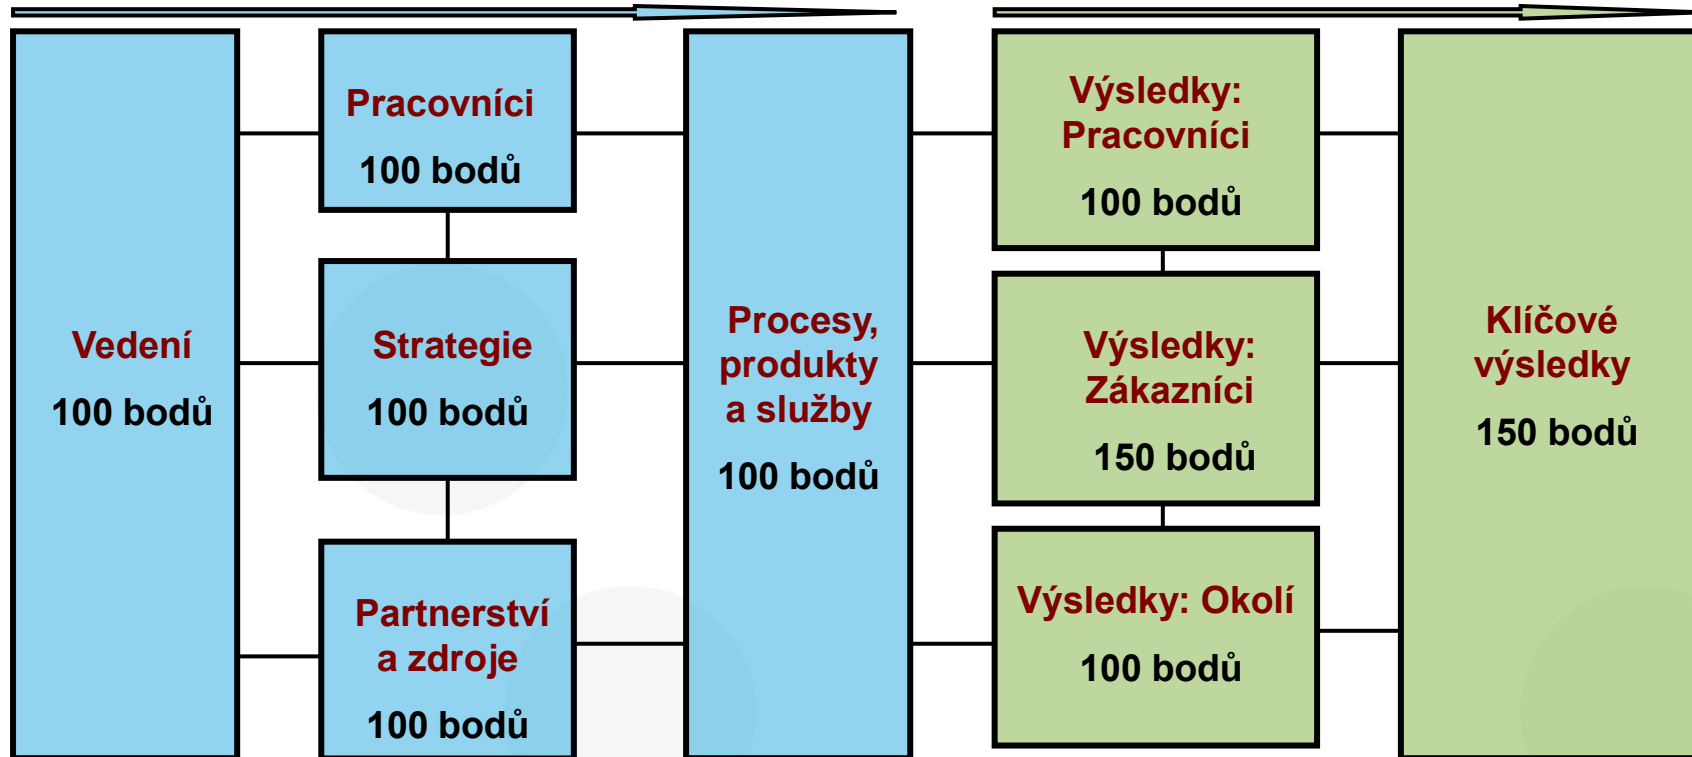 Vedení
100 bodů
Pracovníci
100 bodů
Strategie
100 bodů
Partnerství
a zdroje
100 bodů
Procesy,
produkty
a služby
100 bodů
Výsledky:
Pracovníci
100 bodů
Výsledky:
Zákazníci
150 bodů
Výsledky: Okolí
100 bodů
Klíčové
výsledky
150 bodů